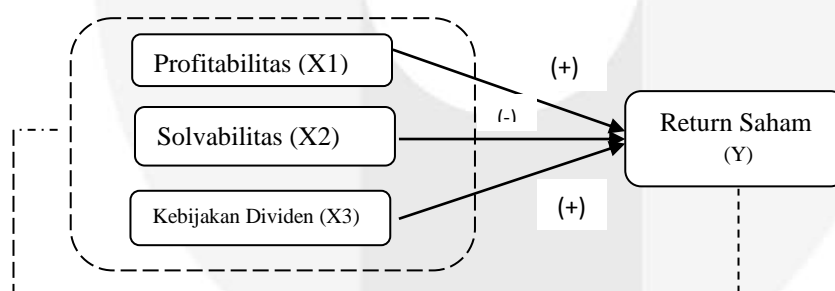 Profitabilitas (X1)
(+)
(-)
Solvabilitas (X2)
Return Saham
(Y)
Kebijakan Dividen (X3)
(+)